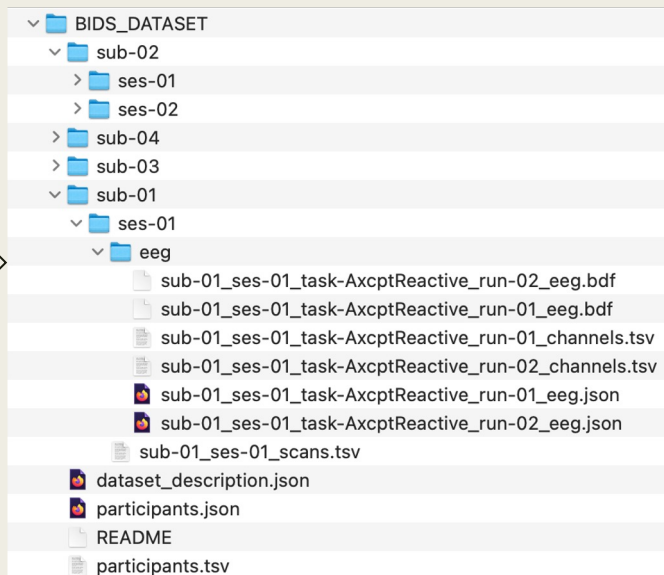 BIDS_DATASET
sub-02
ses-01
ses-02
sub-04
sub-03
sub-01
ses-01
eeg
sub-01_ses-01_task-AxcptReactive_run-02_eeg.bdf
sub-01_ses-01_task-AxcptReactive_run-01_eeg.bdf
sub-01_ses-01_task-AxcptReactive_run-01_channels.tsv
sub-01_ses-01_task-AxcptReactive_run-02_channels.tsv
sub-01_ses-01_task-AxcptReactive_run-01_eeg.json
sub-01_ses-01_task-AxcptReactive_run-02_eeg.json
sub-01_ses-01_scans.tsv
dataset_description.json
participants.json
README
participants.tsv